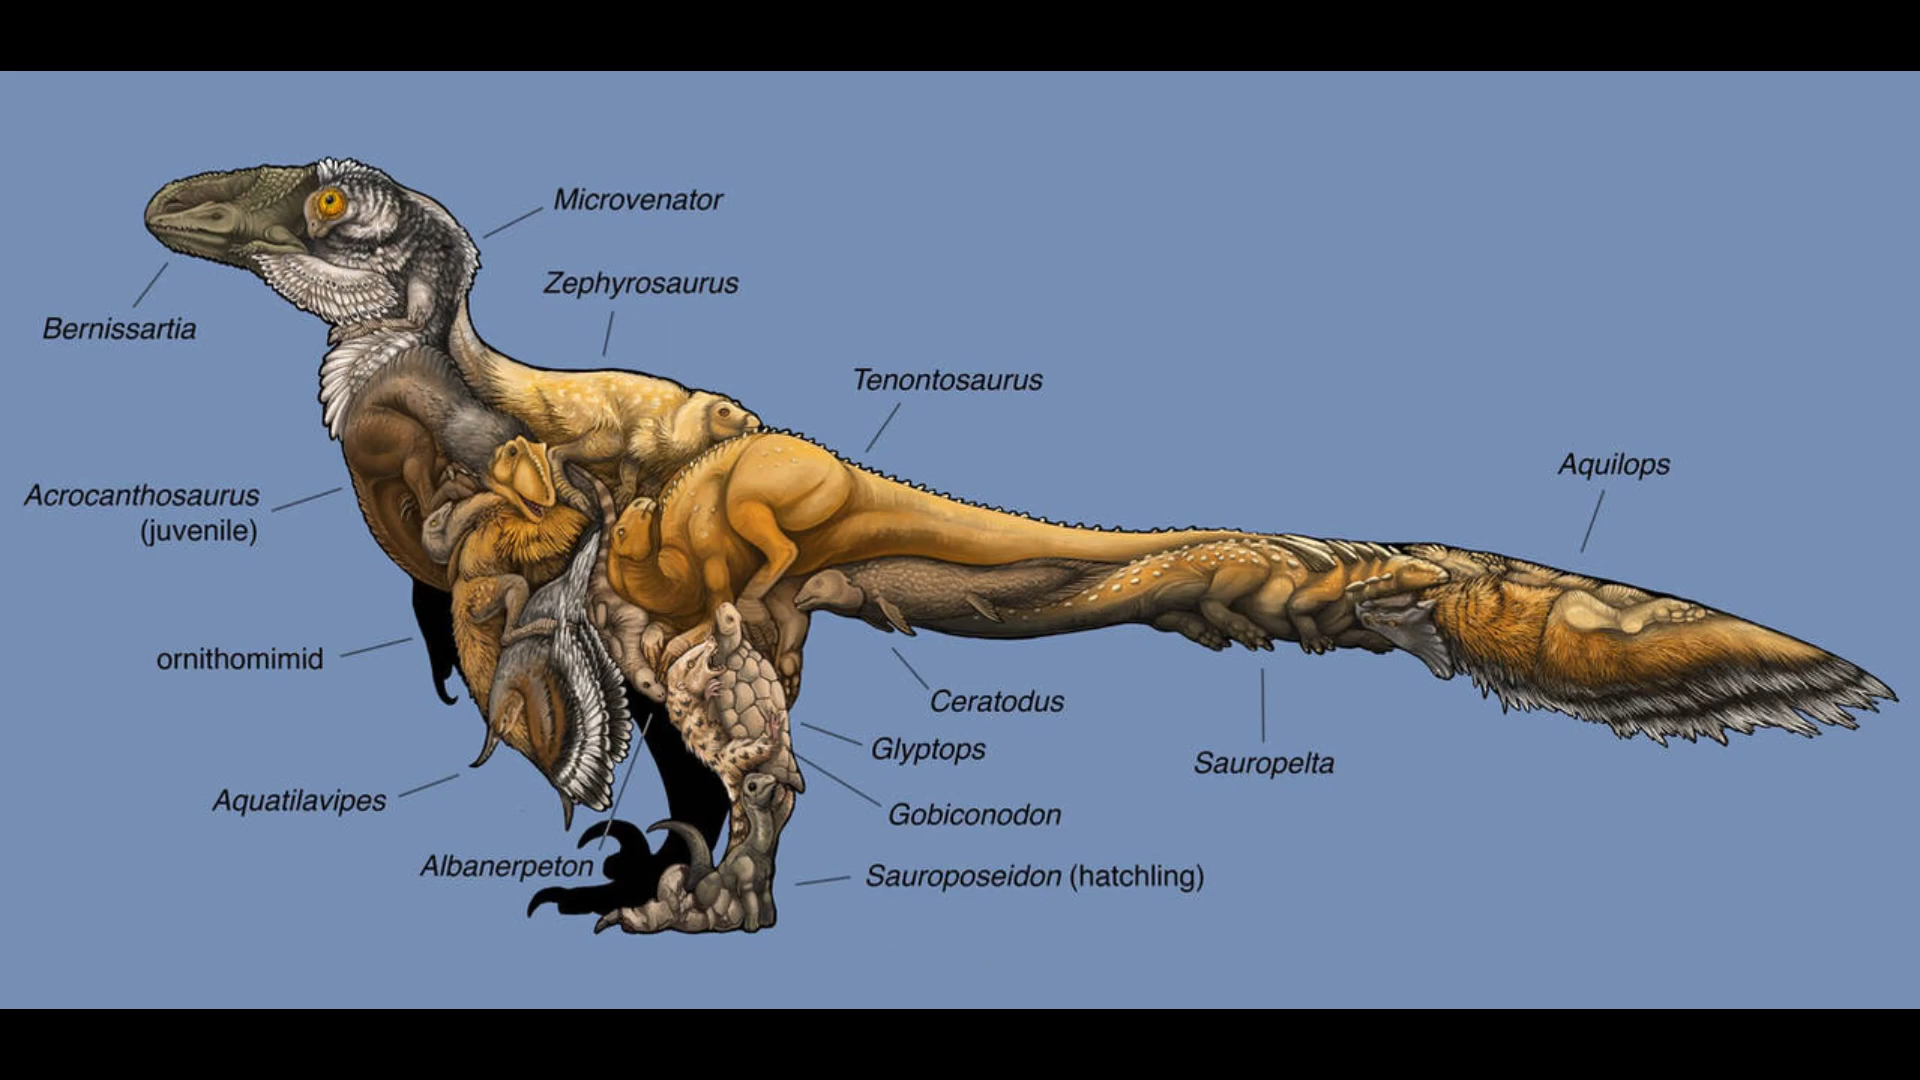 Microvenator
Zephyrosaurus
Bernissartia
Tenontosaurus
Aquilops
Acrocanthosaurus
(juvenile)
ornithomimid
Ceratodus
Glyptops
Sauropelta
Aquatilavipes
Gobiconodon
Albanerpeton
Sauroposeidon (hatchling)